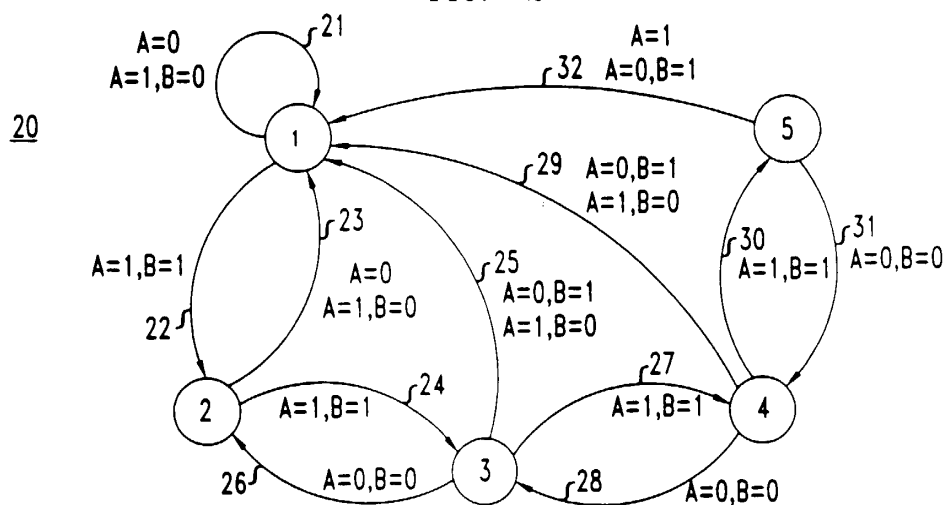 20
21
A=0
A=1,B=0
32
A=1
A=0,B=1
1
5
29
A=0,B=1
A=1,B=0
23
A=1,B=1
22
A=0
A=1,B=0
25
A=0,B=1
A=1,B=0
30
A=1,B=1
31
A=0,B=0
2
24
A=1,B=1
27
A=1,B=1
4
3
26
A=0,B=0
28
A=0,B=0